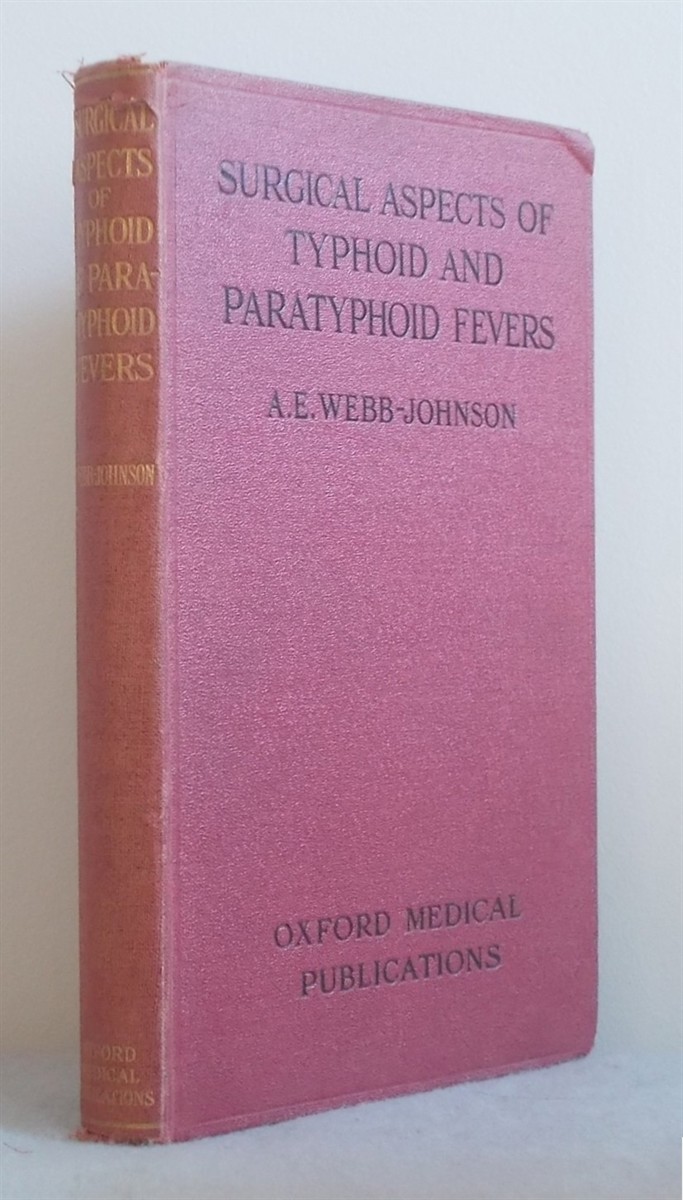 SURGICAL ASPECTS OF
TYPHOID AND
PARATYPHOID FEVERS
A.E. WEBB-JOHNSON
OXFORD MEDICAL
PUBLICATIONS
SURGICAL
ASPECTS
OF
TYPHOID
PARA-
TYPHOID
FEVERS
WEBB-JOHNSON
OXFORD
MEDICAL
PUBLICATIONS